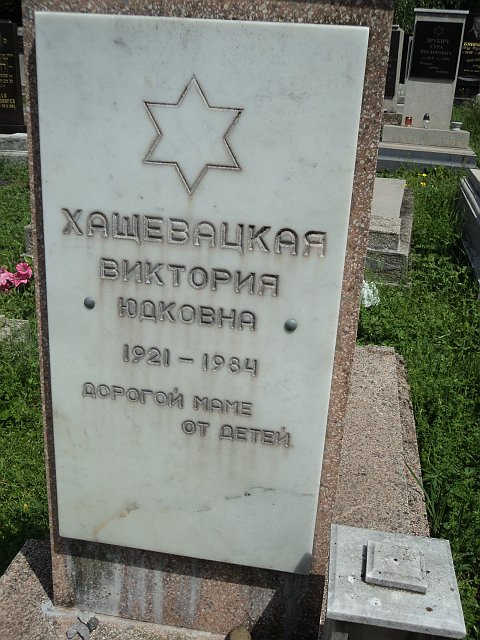 ХАЩЕВАЦКАЯ
ВИКТОРИЯ
ЮДКОВНА
1921 – 1984
ДОРОГОЙ МАМЕ
ОТ ДЕТЕЙ